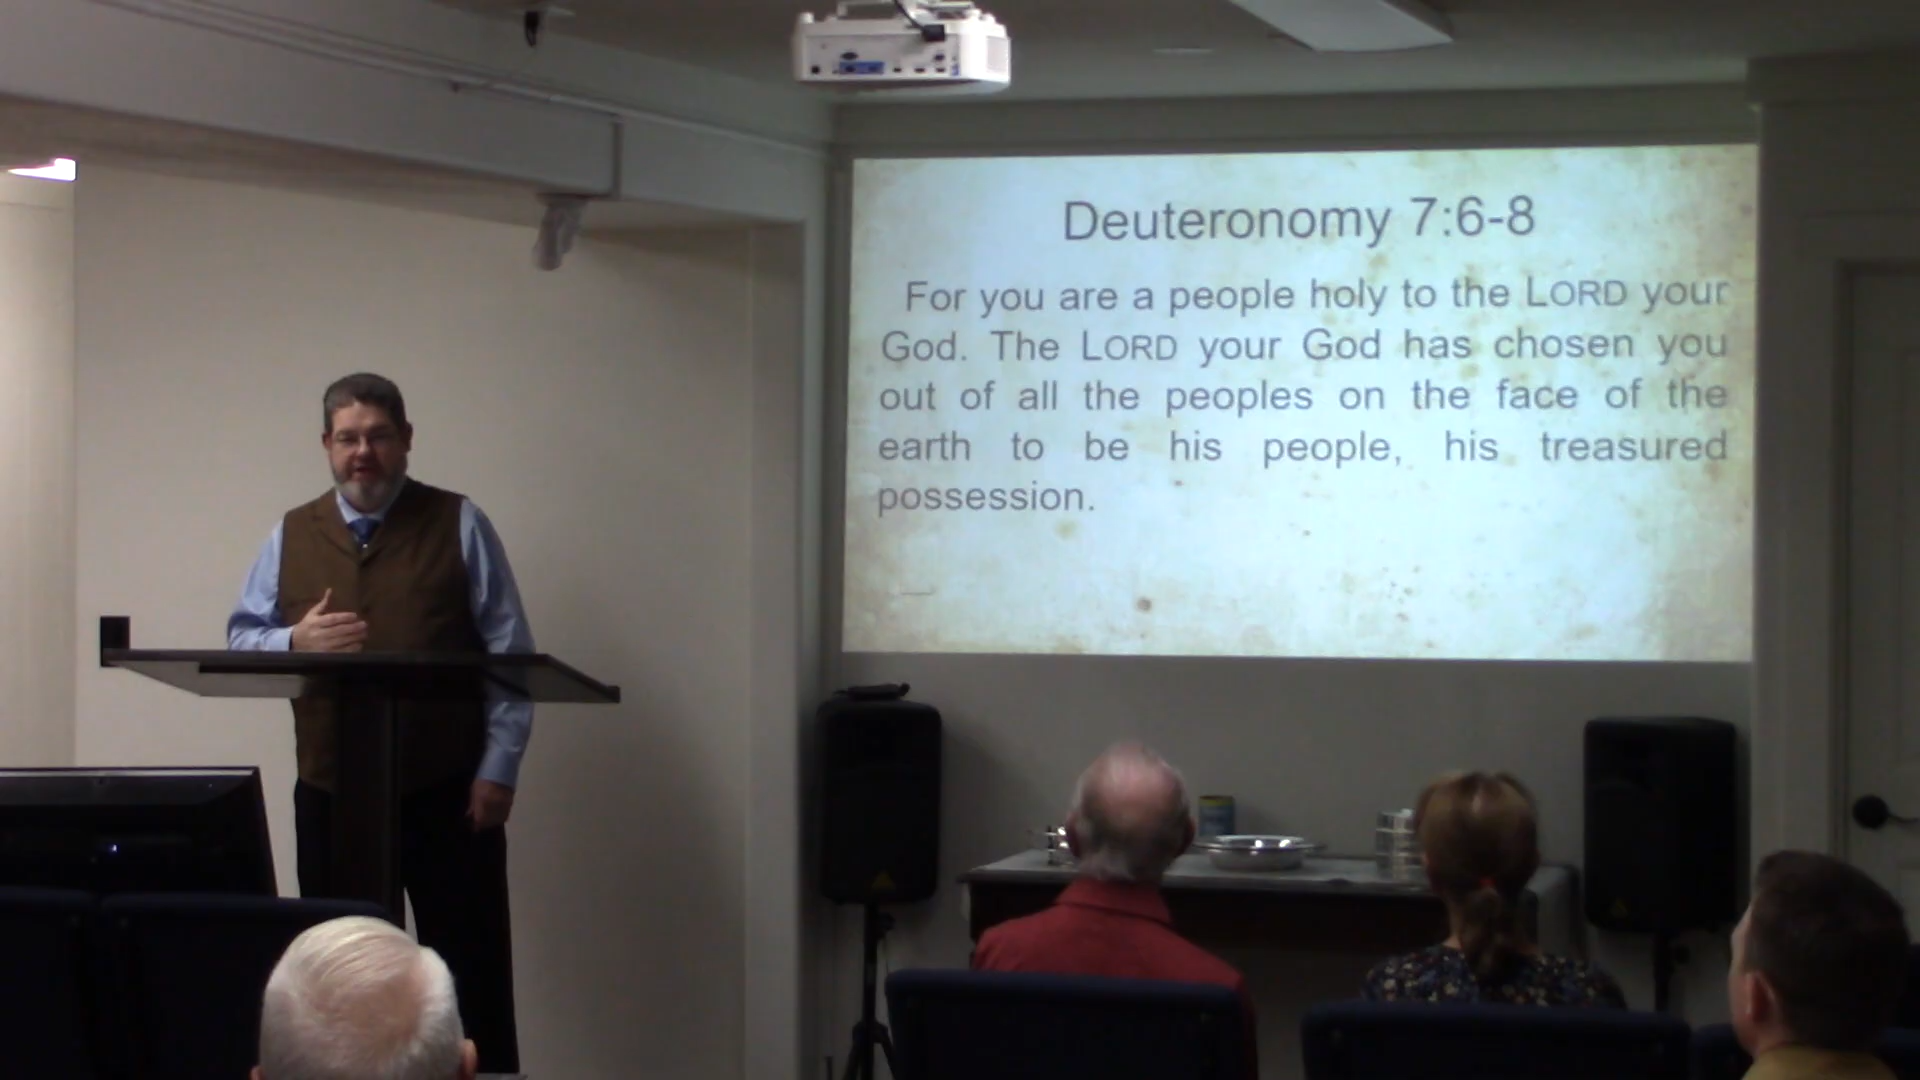 Deuteronomy 7:6-8
For you are a people holy to the LORD your
God. The LORD your God has chosen you
out of all the peoples on the face of the
earth to be his people, his treasured
possession.